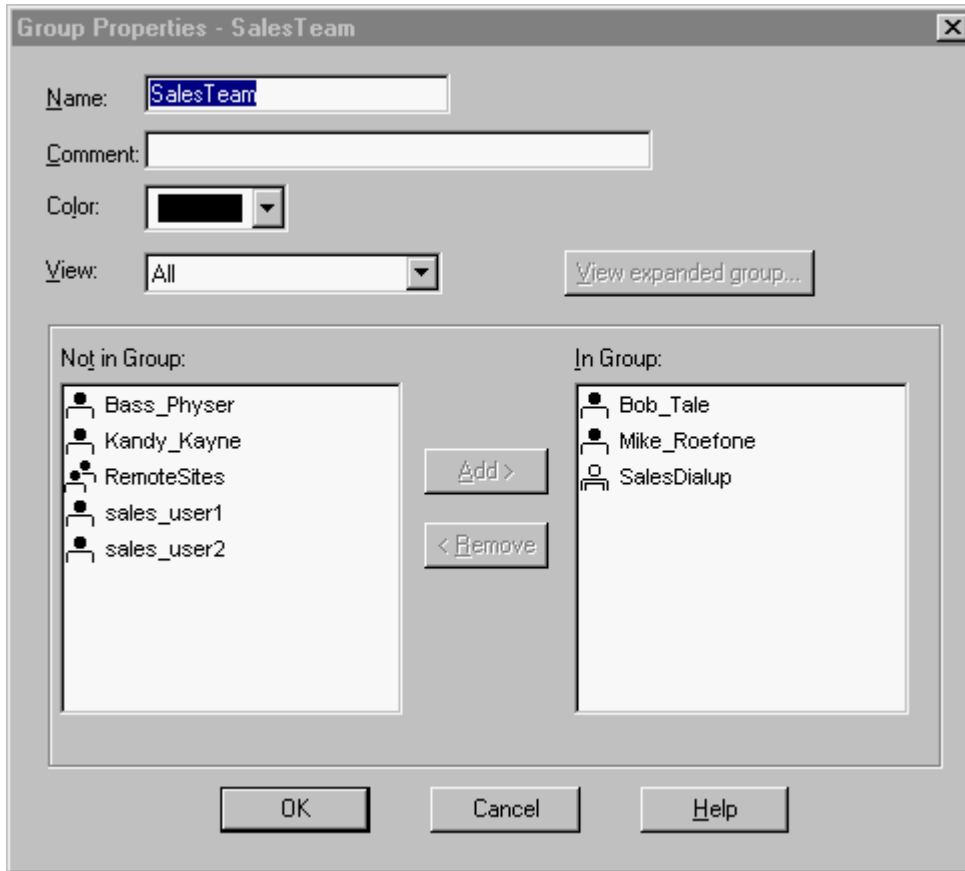 Group Properties - SalesTeam
Name: SalesTeam
Comment:
Color:
View: All View expanded group...
Not in Group: In Group:
Bass_Physer Bob_Tale
Kandy_Kayne Mike_Roefone
RemoteSites Add > SalesDialup
sales_user1
sales_user2 < Remove
OK Cancel Help